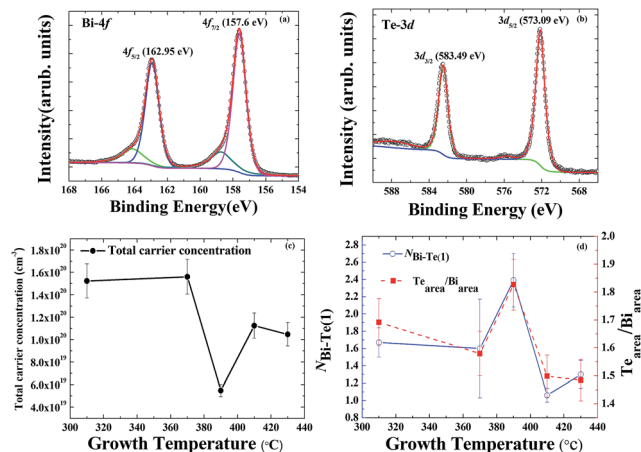 Bi-4f
(a)
4f7/2 (157.6 eV)
4f5/2 (162.95 eV)
Intensity(arub. units)
168 166 164 162 160 158 156 154
Binding Energy(eV)
Te-3d
(b)
3d5/2 (573.09 eV)
3d3/2 (583.49 eV)
Intensity (arub. units)
588 584 580 576 572 568
Binding Energy (eV)
(c)
Total carrier concentration
Total carrier concentration (cm-3)
1.8x10^20
1.6x10^20
1.4x10^20
1.2x10^20
1.0x10^20
8.0x10^19
6.0x10^19
4.0x10^19
300 320 340 360 380 400 420 440
Growth Temperature (°C)
(d)
NBi-Te(1)
Tearea/Biarea
NBi-Te(1)
2.8
2.6
2.4
2.2
2.0
1.8
1.6
1.4
1.2
1.0
0.8
2.0
1.9
1.8
1.7
1.6
1.5
1.4
Tearea/Biarea
300 320 340 360 380 400 420 440
Growth Temperature (°C)